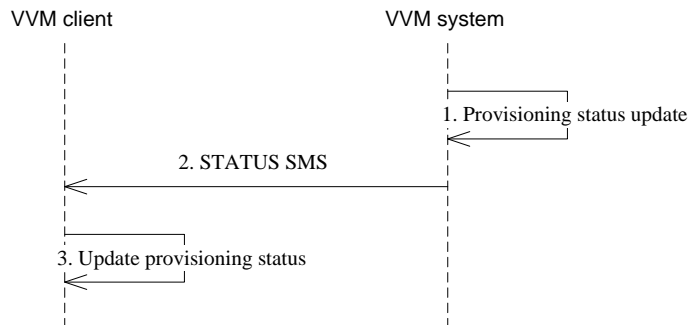 VVM client
VVM system
1. Provisioning status update
2. STATUS SMS
3. Update provisioning status